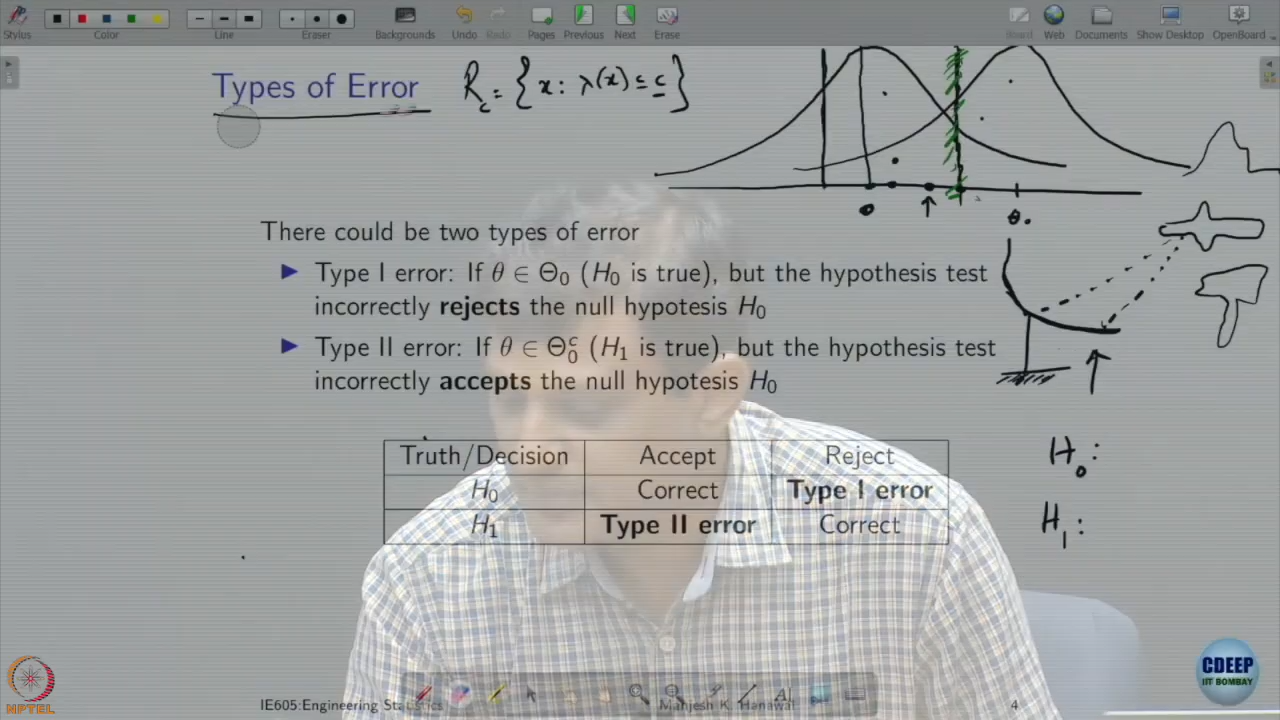 Stylus
Color
Line
Eraser
Backgrounds
Undo
Redo
Pages
Previous
Next
Erase
Board
Web
Documents
Show Desktop
OpenBoard
Types of Error
R_c = { x : λ(x) ≤ c }
0
θ₀
There could be two types of error
▶ Type I error: If θ ∈ Θ₀ (H₀ is true), but the hypothesis test
incorrectly rejects the null hypotesis H₀
▶ Type II error: If θ ∈ Θ₀ᶜ (H₁ is true), but the hypothesis test
incorrectly accepts the null hypotesis H₀
Truth/Decision Accept Reject
H₀ Correct Type I error
H₁ Type II error Correct
H₀ :
H₁ :
NPTEL
IE605:Engineering Statistics
Manjesh K. Hanawal
4
CDEEP
IIT BOMBAY